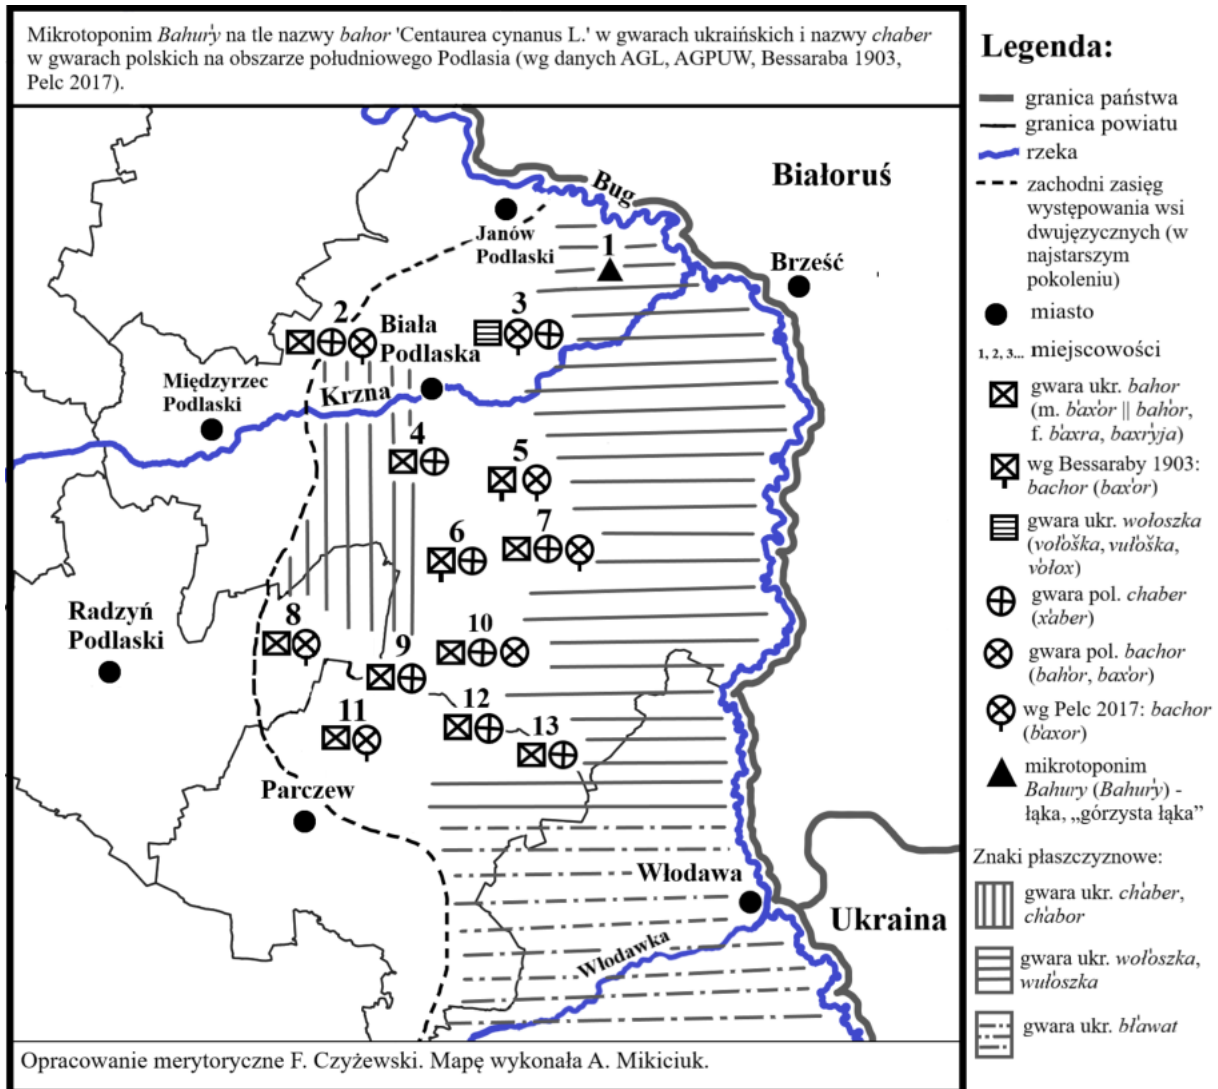 Mikrotoponim Bahur'y na tle nazwy bahor 'Centaurea cynanus L.' w gwarach ukraińskich i nazwy chaber
w gwarach polskich na obszarze południowego Podlasia (wg danych AGL, AGPUW, Bessaraba 1903,
Pelc 2017).
Białoruś
Bug
Janów
Podlaski
1
Brześć
2
3
Biała
Podlaska
Międzyrzec
Podlaski
Krzna
4
5
6
7
Radzyń
Podlaski
8
9
10
11
12
13
Parczew
Włodawa
Ukraina
Włodawka
Opracowanie merytoryczne F. Czyżewski. Mapę wykonała A. Mikiciuk.
Legenda:
granica państwa
granica powiatu
rzeka
zachodni zasięg
występowania wsi
dwujęzycznych (w
najstarszym
pokoleniu)
miasto
1, 2, 3... miejscowości
gwara ukr. bahor
(m. b'ax'or || bah'or,
f. b'axra, baxr'yja)
wg Bessaraby 1903:
bachor (bax'or)
gwara ukr. wołoszka
(voł'oška, vuł'oška,
v'ołox)
gwara pol. chaber
(x'aber)
gwara pol. bachor
(bah'or, bax'or)
wg Pelc 2017: bachor
(b'axor)
mikrotoponim
Bahury (Bahur'y) -
łąka, „górzysta łąka”
Znaki płaszczyznowe:
gwara ukr. ch'aber,
ch'abor
gwara ukr. woł'oszka,
wuł'oszka
gwara ukr. bł'awat